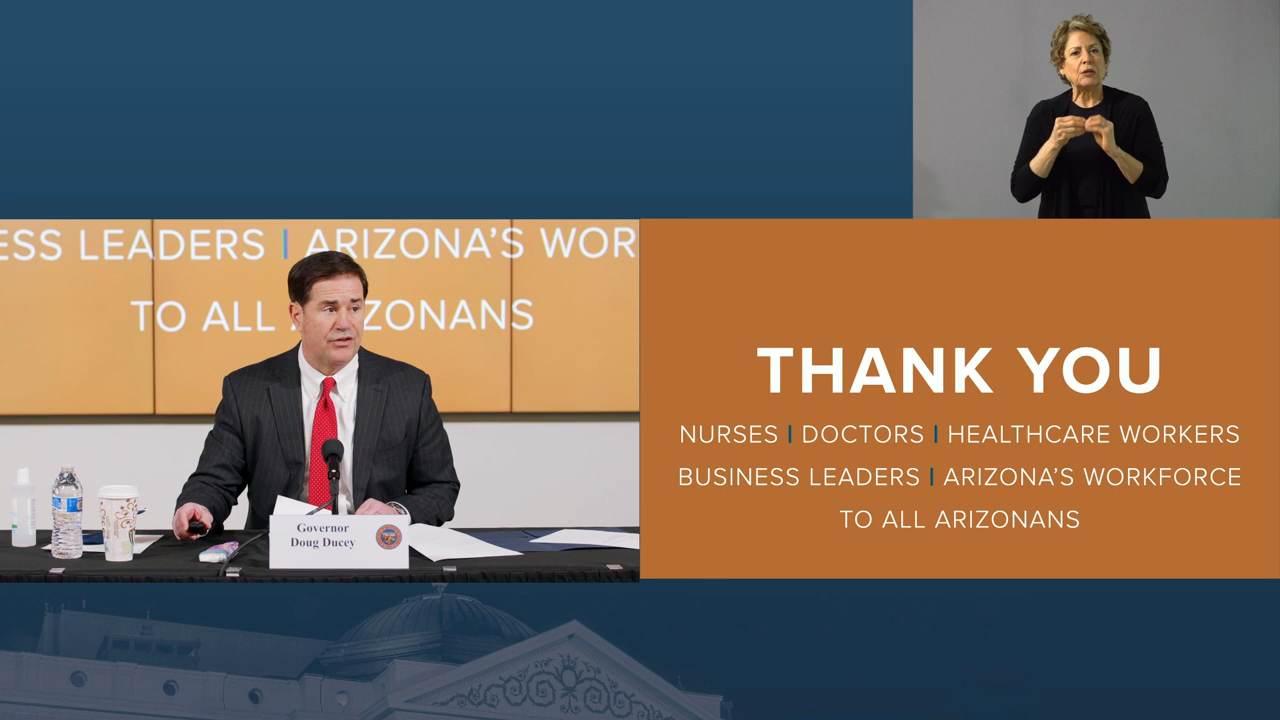 ESS LEADERS | ARIZONA'S WOR
TO ALL ZONANS
Governor
Doug Ducey
THANK YOU
NURSES | DOCTORS | HEALTHCARE WORKERS
BUSINESS LEADERS | ARIZONA'S WORKFORCE
TO ALL ARIZONANS